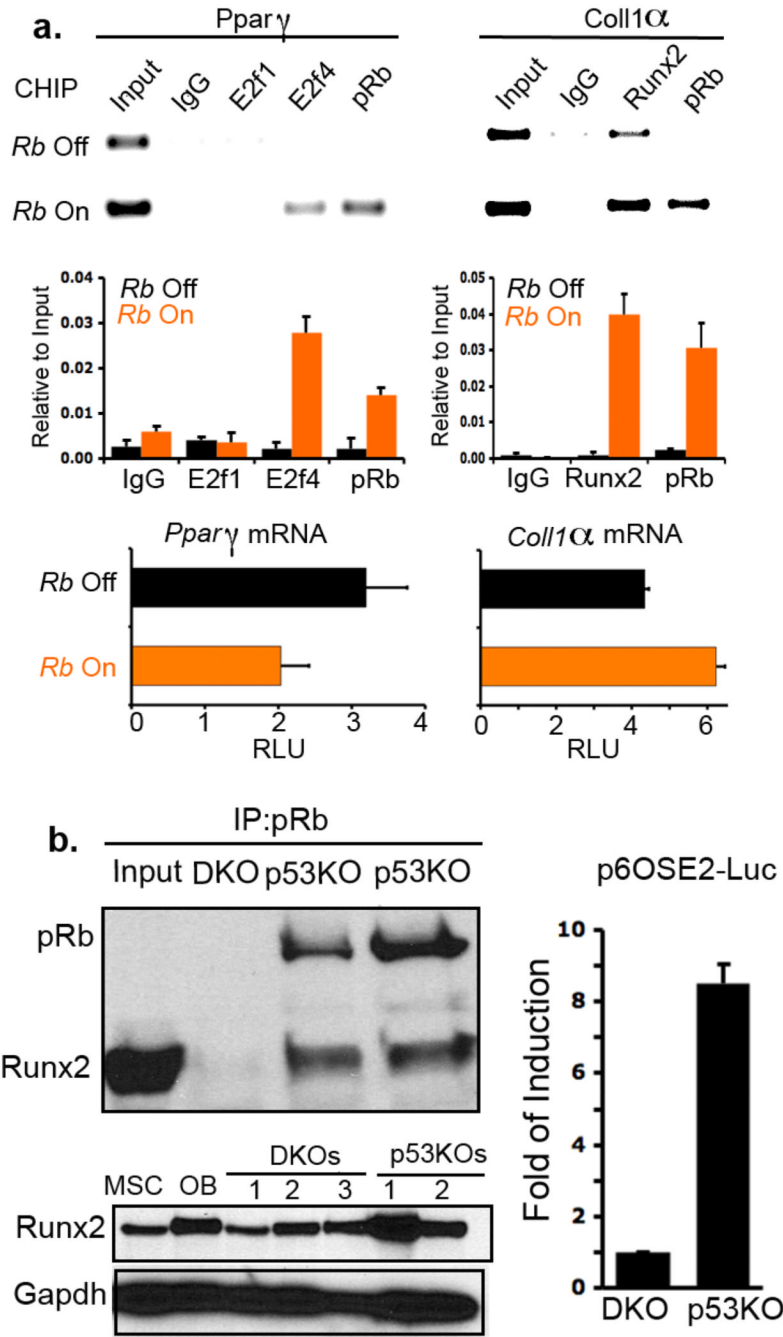 a.
Pparγ
Coll1α
CHIP
Input IgG E2f1 E2f4 pRb
Input IgG Runx2 pRb
Rb Off
Rb On
Relative to Input
0.04
0.03
0.02
0.01
0.00
Rb Off
Rb On
IgG E2f1 E2f4 pRb
Relative to Input
0.05
0.04
0.03
0.02
0.01
0.00
Rb Off
Rb On
IgG Runx2 pRb
Pparγ mRNA
Rb Off
Rb On
0 1 2 3 4
RLU
Coll1α mRNA
0 2 4 6
RLU
b.
IP:pRb
Input DKO p53KO p53KO
pRb
Runx2
DKOs p53KOs
MSC OB 1 2 3 1 2
Runx2
Gapdh
p6OSE2-Luc
Fold of Induction
10
8
6
4
2
0
DKO p53KO